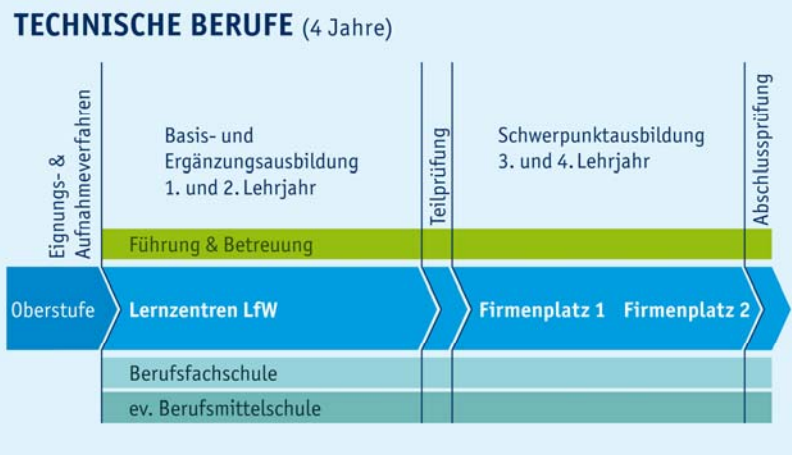 TECHNISCHE BERUFE (4 Jahre)
Eignungs- &
Aufnahmeverfahren
Basis- und
Ergänzungsausbildung
1. und 2. Lehrjahr
Teilprüfung
Schwerpunktausbildung
3. und 4. Lehrjahr
Abschlussprüfung
Führung & Betreuung
Oberstufe
Lernzentren LfW
Firmenplatz 1 Firmenplatz 2
Berufsfachschule
ev. Berufsmittelschule